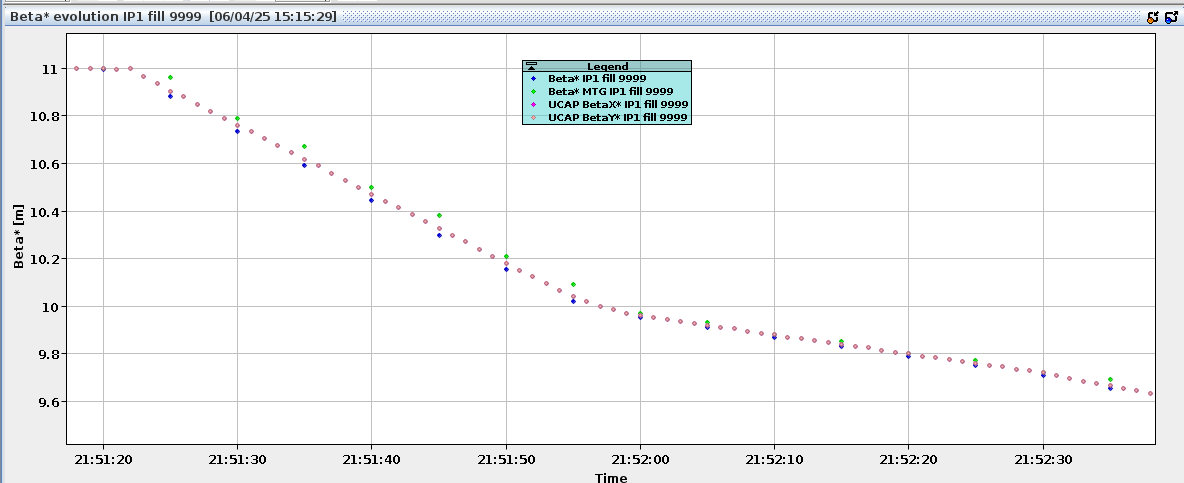 Beta* evolution IP1 fill 9999 [06/04/25 15:15:29]
Legend
Beta* IP1 fill 9999
Beta* MTG IP1 fill 9999
UCAP BetaX* IP1 fill 9999
UCAP BetaY* IP1 fill 9999
11
10.8
10.6
10.4
10.2
10
9.8
9.6
Beta* [m]
21:51:20 21:51:30 21:51:40 21:51:50 21:52:00 21:52:10 21:52:20 21:52:30
Time